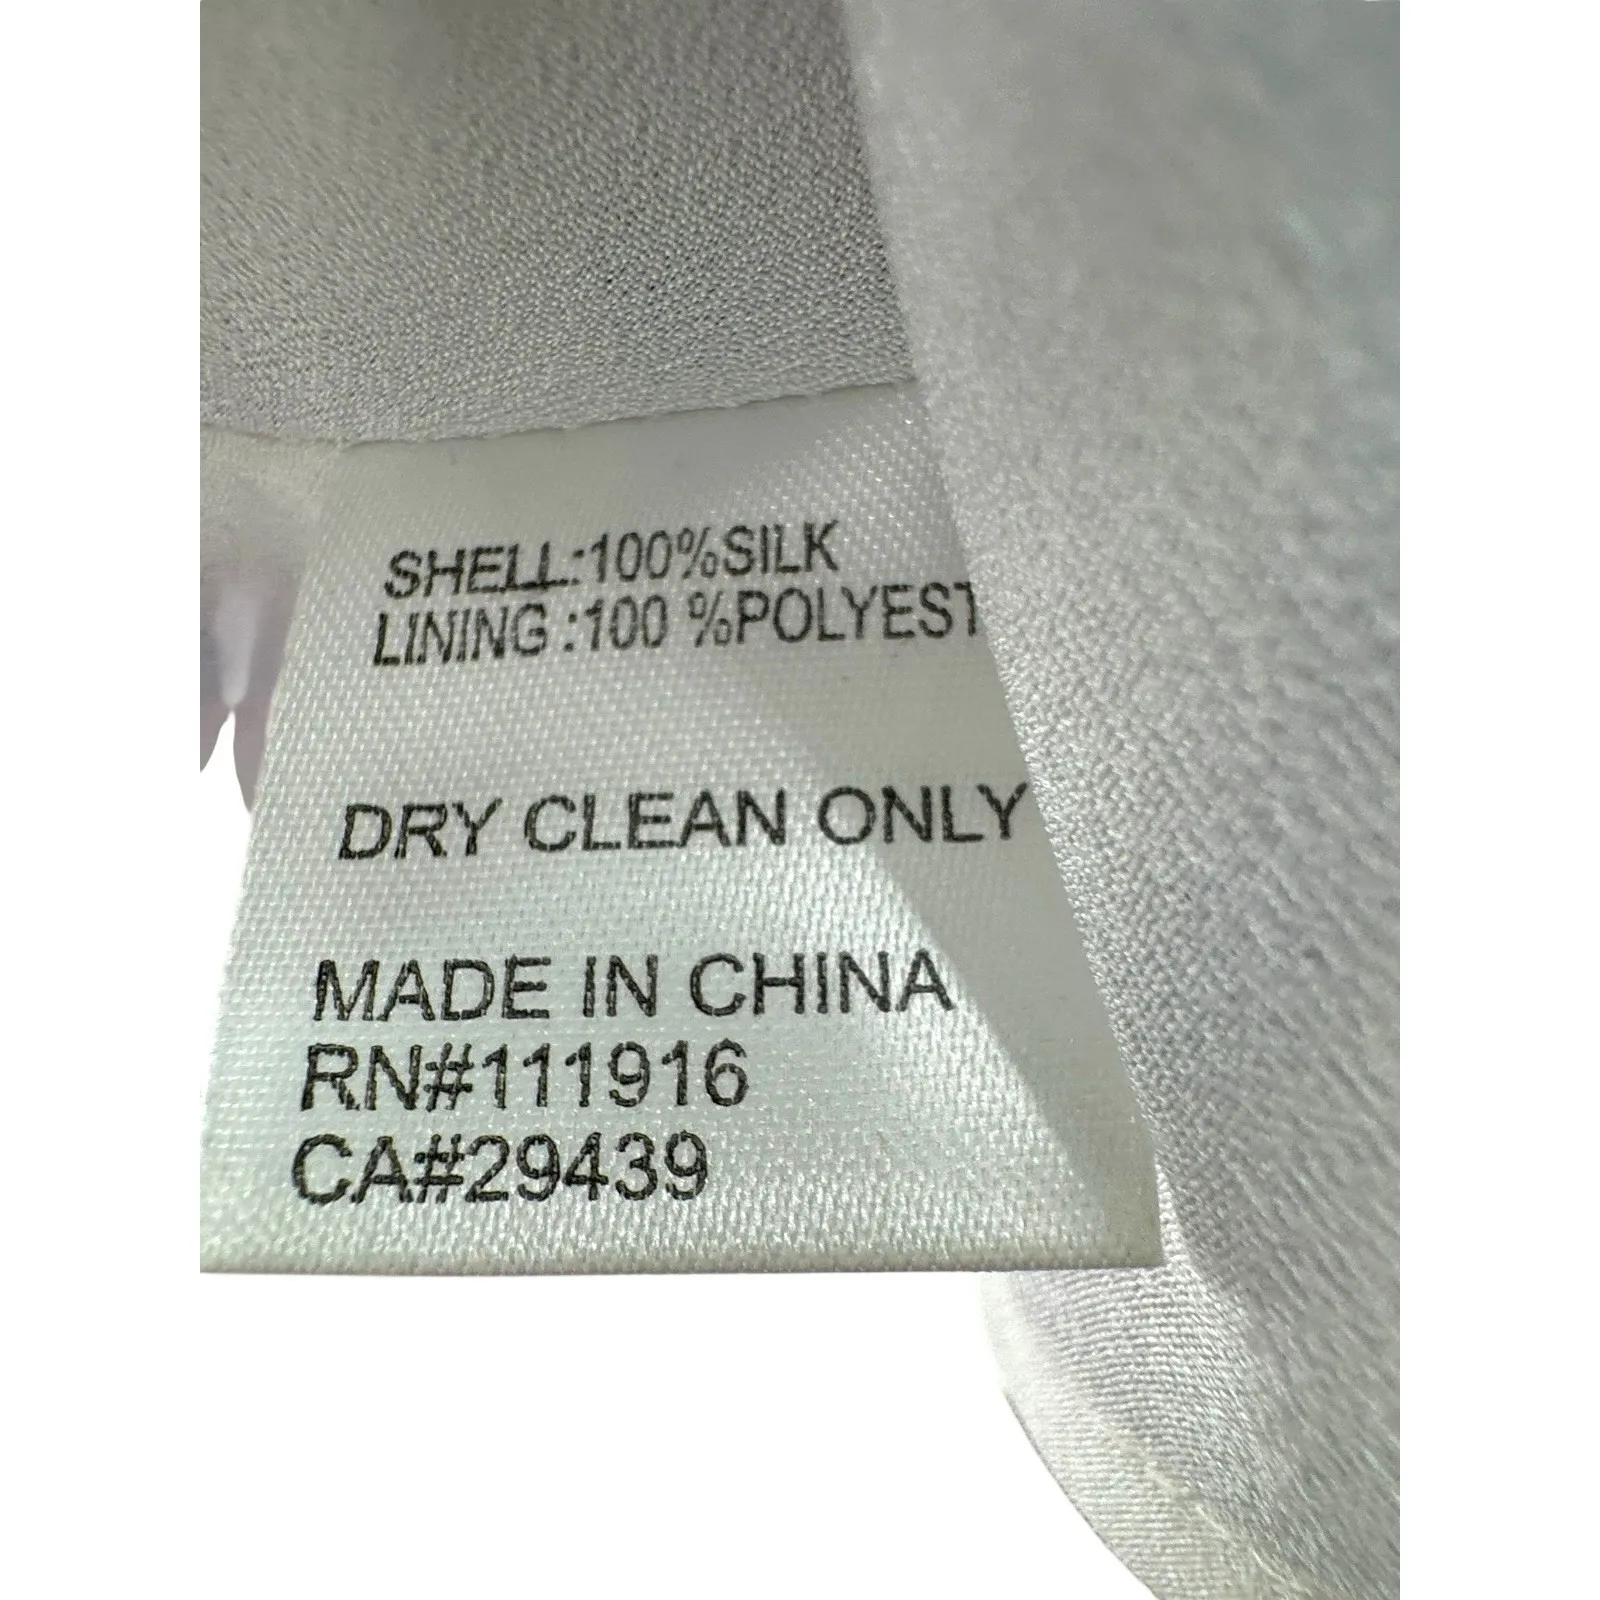 SHELL:100%SILK
LINING :100 %POLYEST
DRY CLEAN ONLY
MADE IN CHINA
RN#111916
CA#29439